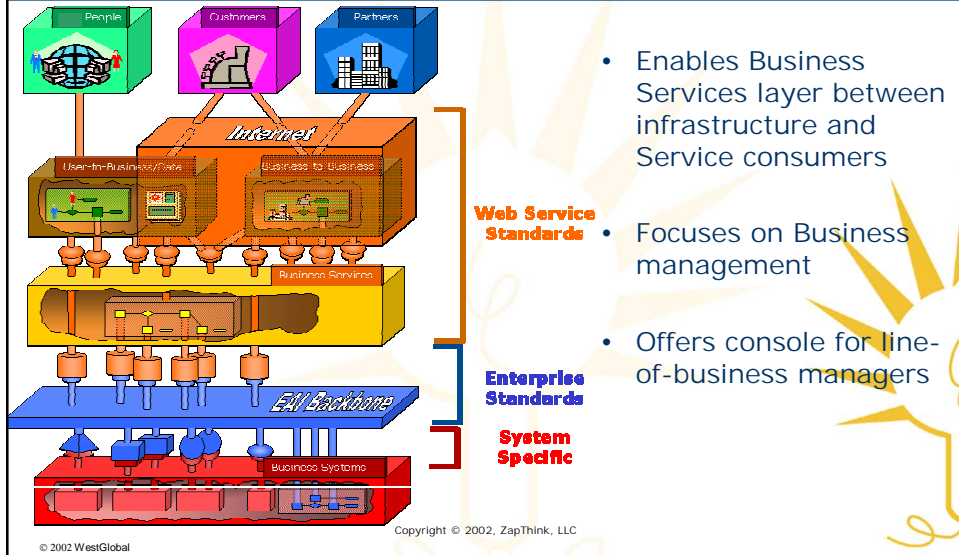 People
Customers
Partners
Internet
User-to-Business/Data
Business-to-Business
Business Services
EAI Backbone
Business Systems
Web Service
Standards
Enterprise
Standards
System
Specific
• Enables Business
Services layer between
infrastructure and
Service consumers
• Focuses on Business
management
• Offers console for line-
of-business managers
Copyright © 2002, ZapThink, LLC
© 2002 WestGlobal